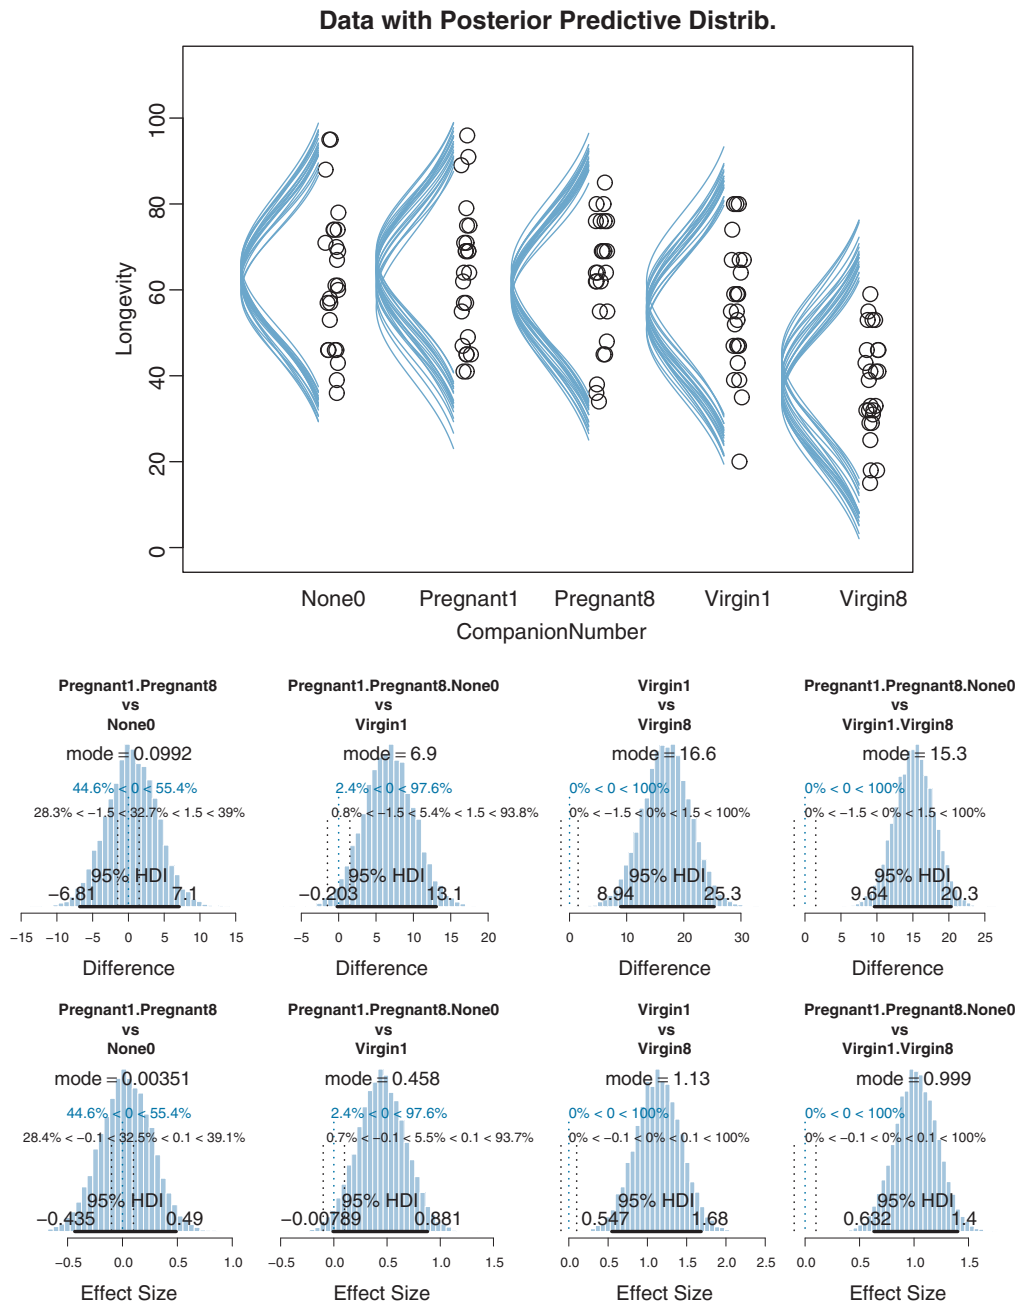 Data with Posterior Predictive Distrib.
100
80
60
40
20
0
Longevity
None0 Pregnant1 Pregnant8 Virgin1 Virgin8
CompanionNumber
Pregnant1.Pregnant8
vs
None0
mode = 0.0992
44.6% < 0 < 55.4%
28.3% < −1.5 < 32.7% < 1.5 < 39%
95% HDI
−6.81 7.1
−15 −10 −5 0 5 10 15
Difference
Pregnant1.Pregnant8.None0
vs
Virgin1
mode = 6.9
2.4% < 0 < 97.6%
0.8% < −1.5 < 5.4% < 1.5 < 93.8%
95% HDI
−0.203 13.1
−5 0 5 10 15 20
Difference
Virgin1
vs
Virgin8
mode = 16.6
0% < 0 < 100%
0% < −1.5 < 0% < 1.5 < 100%
95% HDI
8.94 25.3
0 10 20 30
Difference
Pregnant1.Pregnant8.None0
vs
Virgin1.Virgin8
mode = 15.3
0% < 0 < 100%
0% < −1.5 < 0% < 1.5 < 100%
95% HDI
9.64 20.3
0 5 10 15 20 25
Difference
Pregnant1.Pregnant8
vs
None0
mode = 0.00351
44.6% < 0 < 55.4%
28.4% < −0.1 < 32.5% < 0.1 < 39.1%
95% HDI
−0.435 0.49
−0.5 0.0 0.5 1.0
Effect Size
Pregnant1.Pregnant8.None0
vs
Virgin1
mode = 0.458
2.4% < 0 < 97.6%
0.7% < −0.1 < 5.5% < 0.1 < 93.7%
95% HDI
−0.00789 0.881
−0.5 0.0 0.5 1.0 1.5
Effect Size
Virgin1
vs
Virgin8
mode = 1.13
0% < 0 < 100%
0% < −0.1 < 0% < 0.1 < 100%
95% HDI
0.547 1.68
0.0 0.5 1.0 1.5 2.0 2.5
Effect Size
Pregnant1.Pregnant8.None0
vs
Virgin1.Virgin8
mode = 0.999
0% < 0 < 100%
0% < −0.1 < 0% < 0.1 < 100%
95% HDI
0.632 1.4
0.0 0.5 1.0 1.5
Effect Size